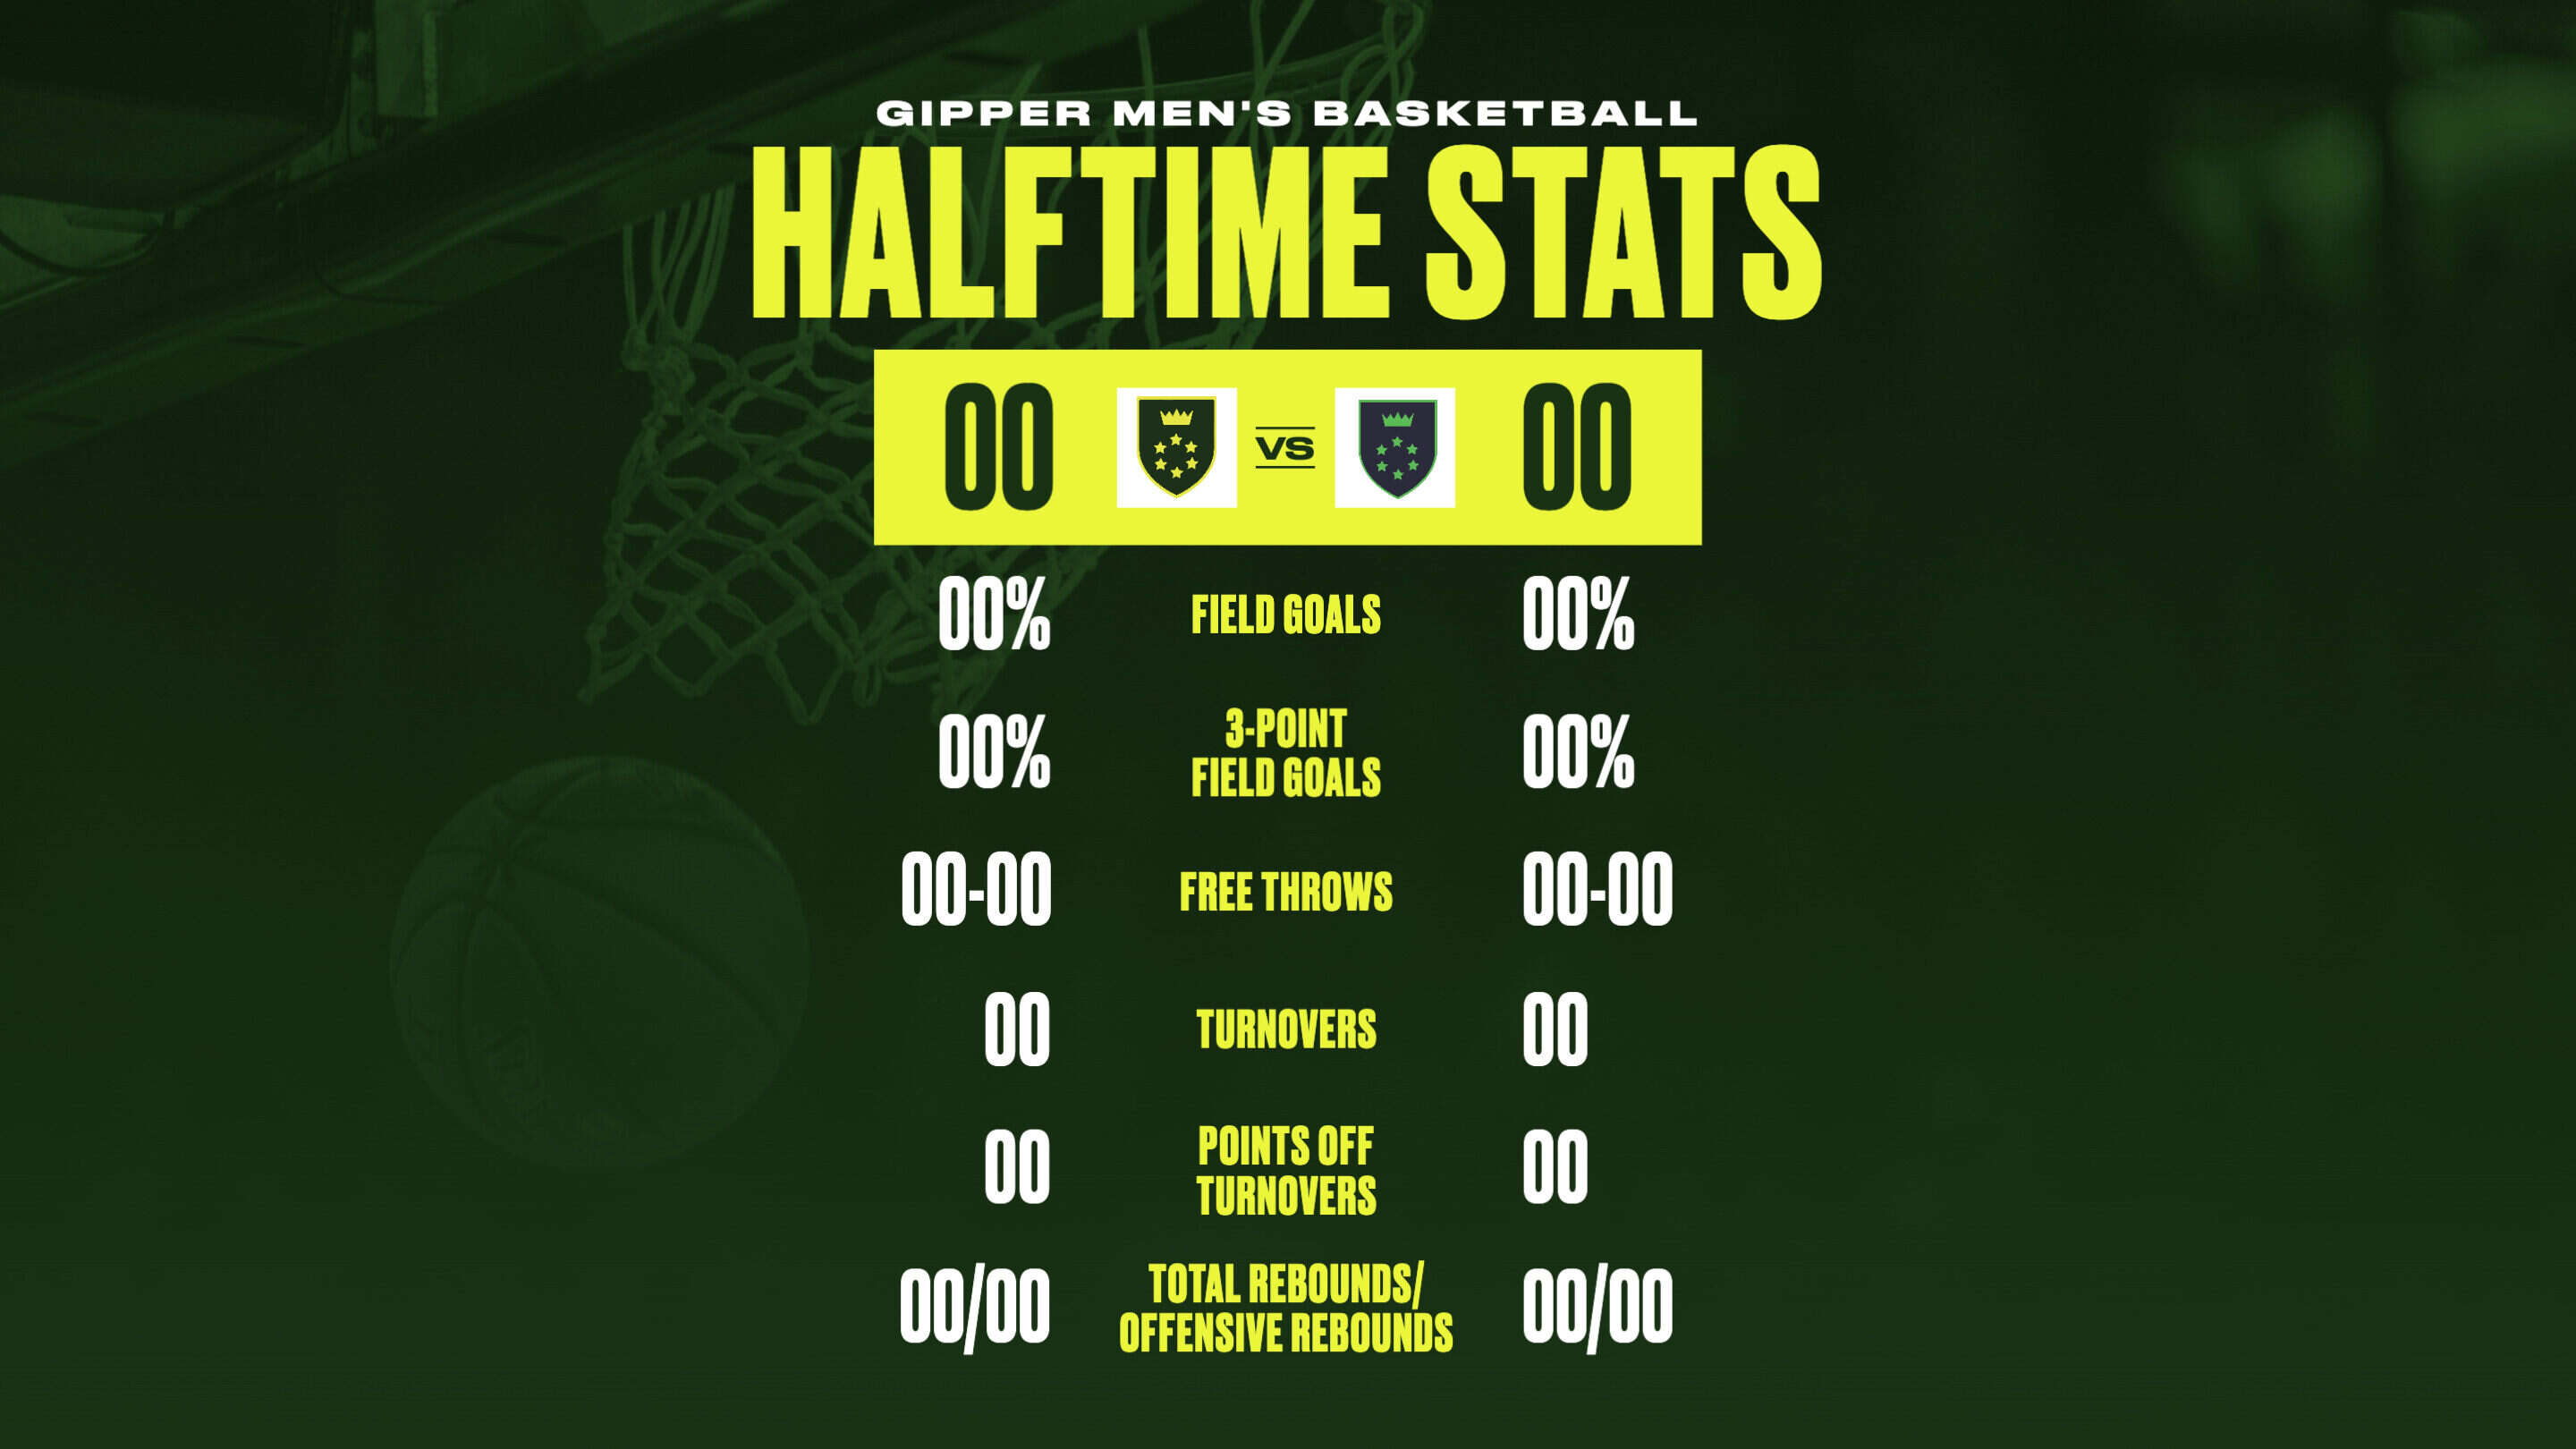 GIPPER MEN'S BASKETBALL
HALFTIME STATS
00 VS 00
00% FIELD GOALS 00%
00% 3-POINT
FIELD GOALS 00%
00-00 FREE THROWS 00-00
00 TURNOVERS 00
00 POINTS OFF
TURNOVERS 00
00/00 TOTAL REBOUNDS/
OFFENSIVE REBOUNDS 00/00